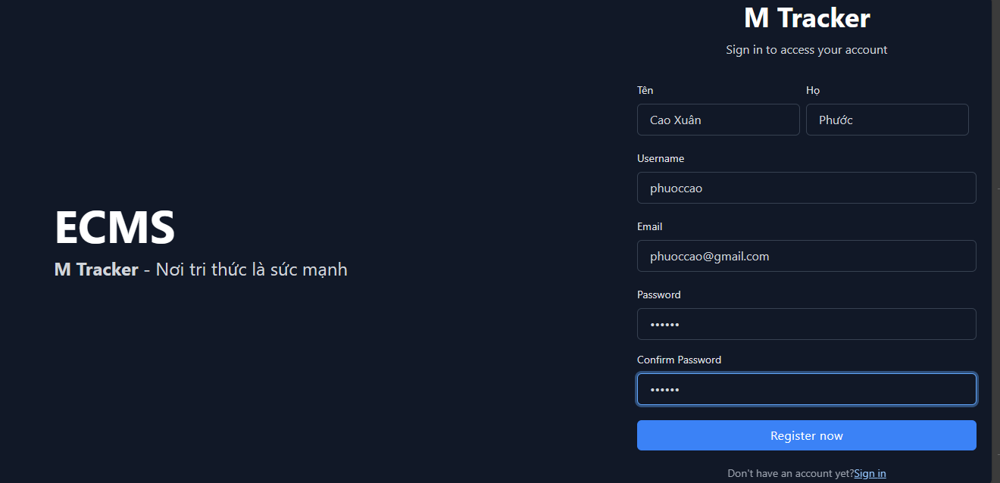 ECMS
M Tracker - Nơi tri thức là sức mạnh
M Tracker
Sign in to access your account
Tên
Họ
Cao Xuân
Phước
Username
phuoccao
Email
phuoccao@gmail.com
Password
••••••
Confirm Password
••••••
Register now
Don't have an account yet?Sign in